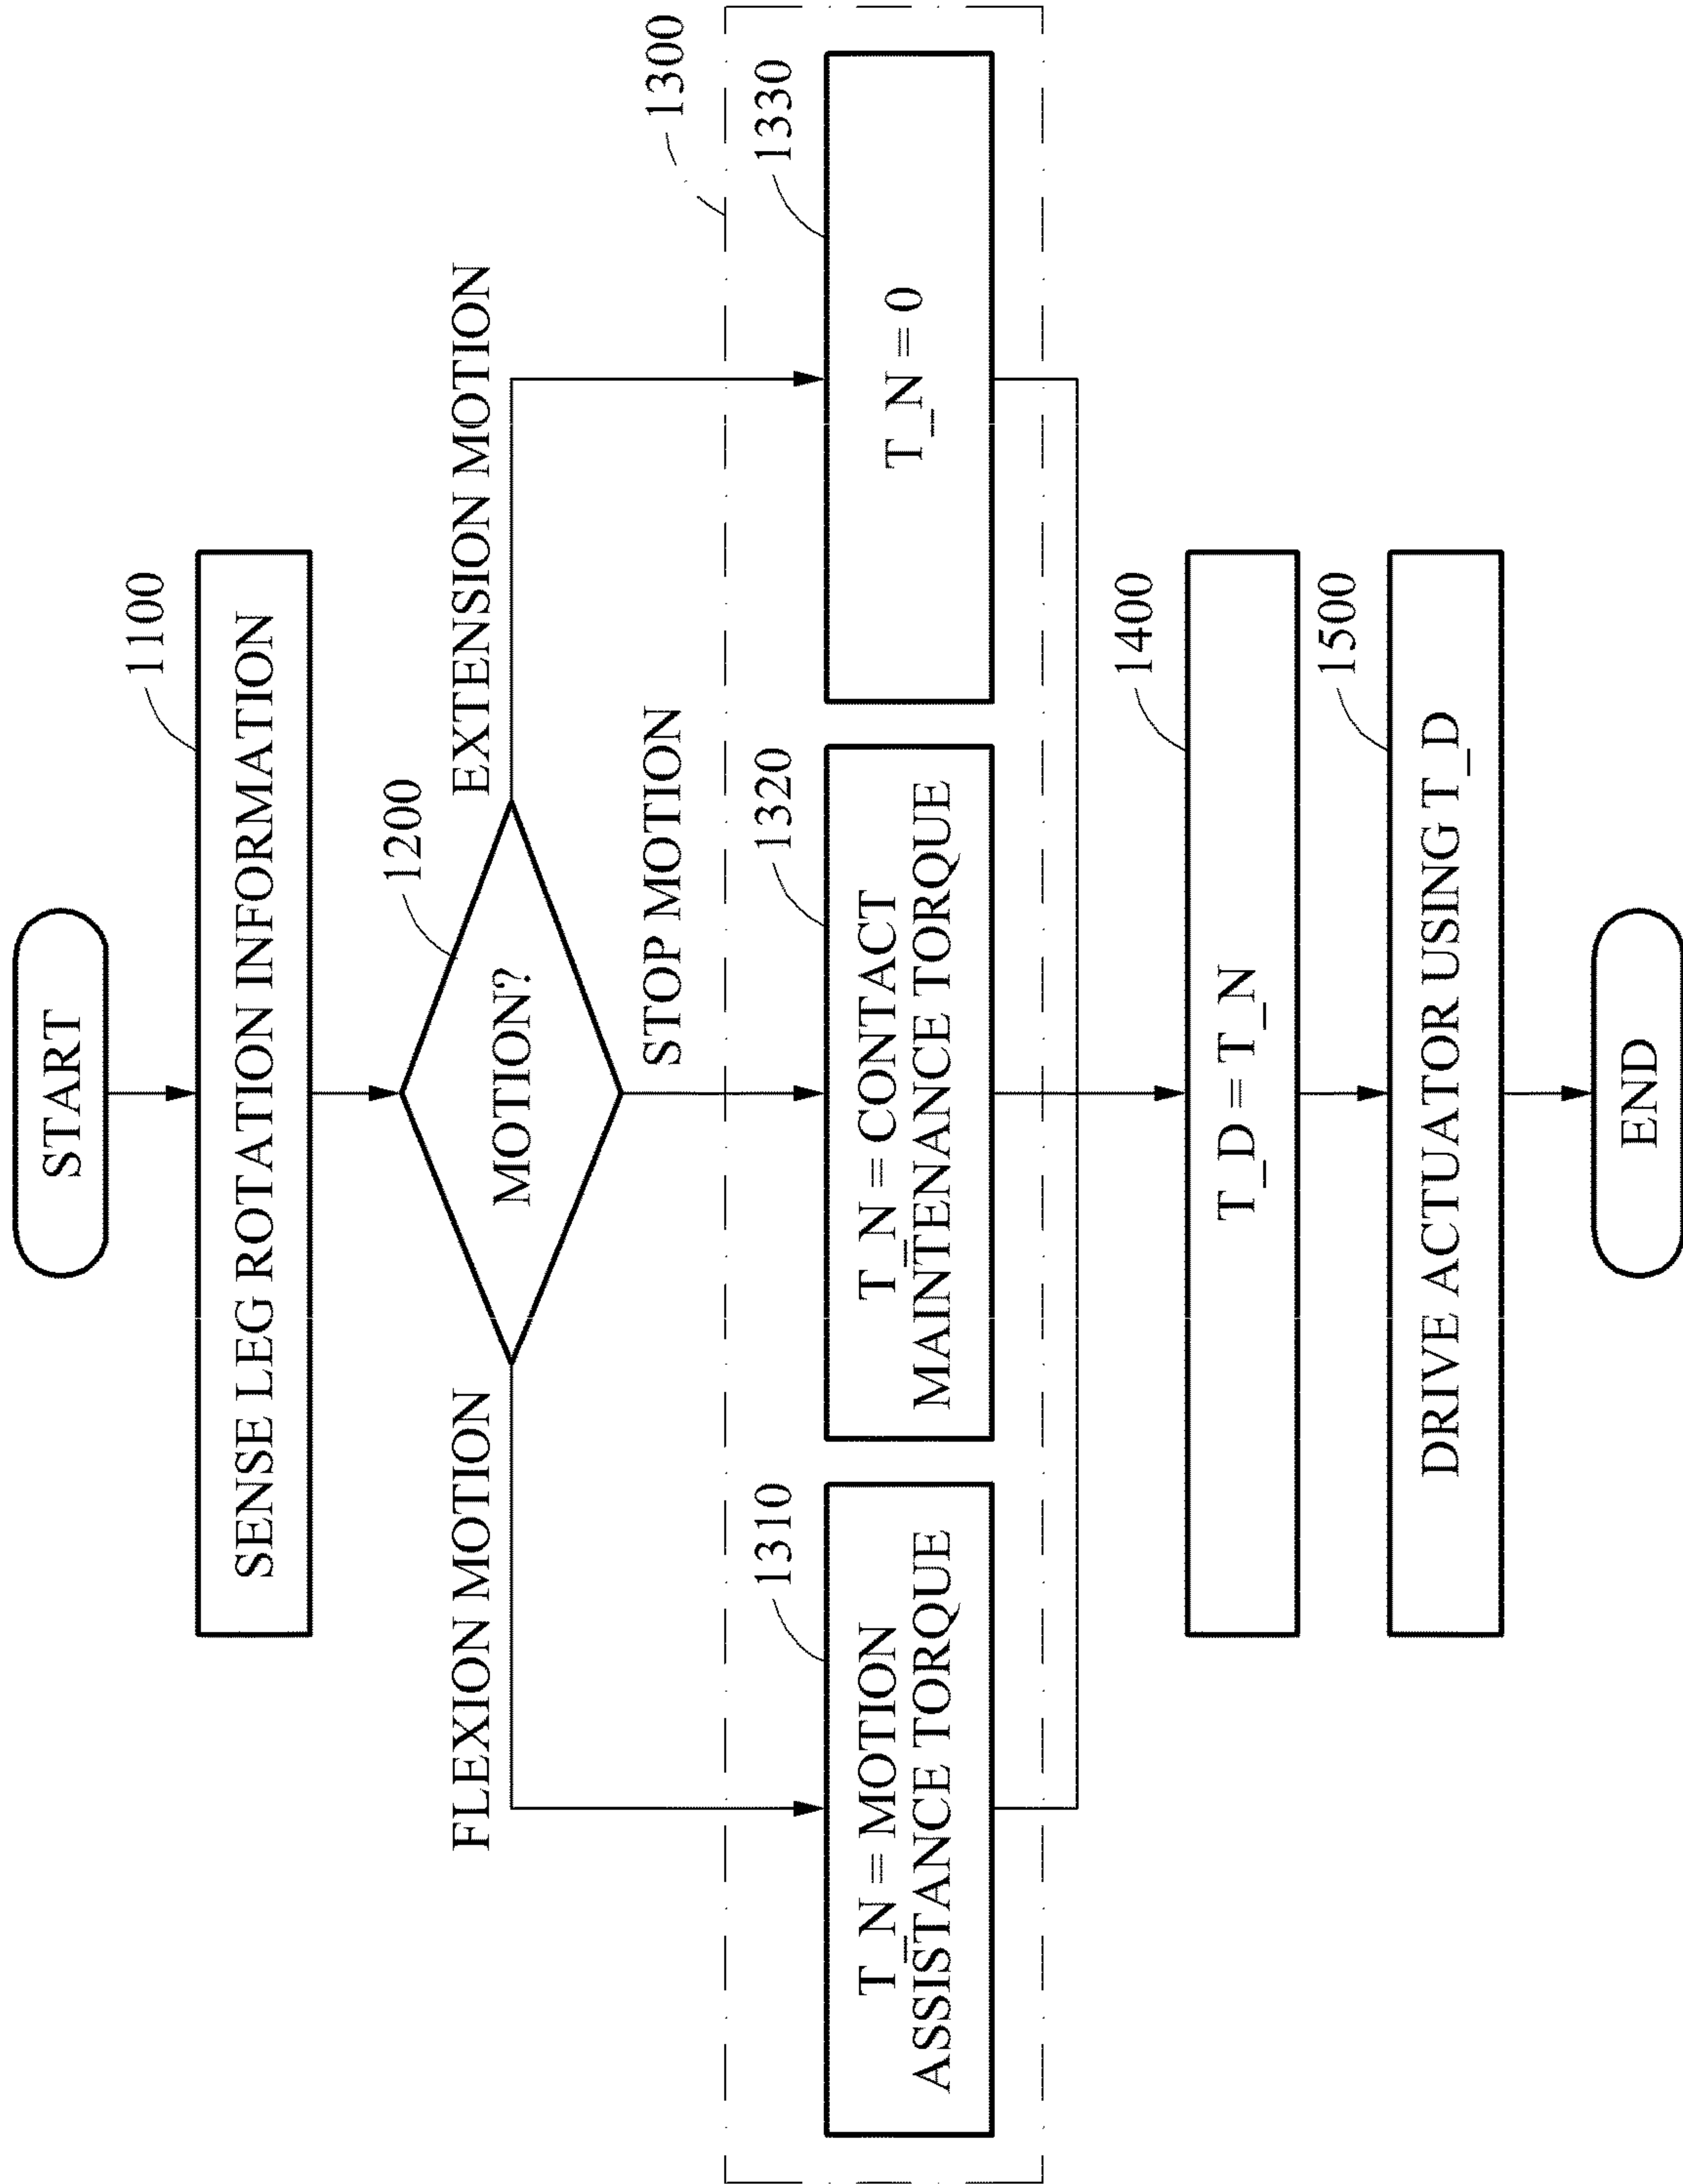 START
1100
SENSE LEG ROTATION INFORMATION
1200
MOTION?
FLEXION MOTION
EXTENSION MOTION
STOP MOTION
1300
1310
T_N = MOTION
ASSISTANCE TORQUE
1320
T_N = CONTACT
MAINTENANCE TORQUE
1330
T_N = 0
1400
T_D = T_N
1500
DRIVE ACTUATOR USING T_D
END